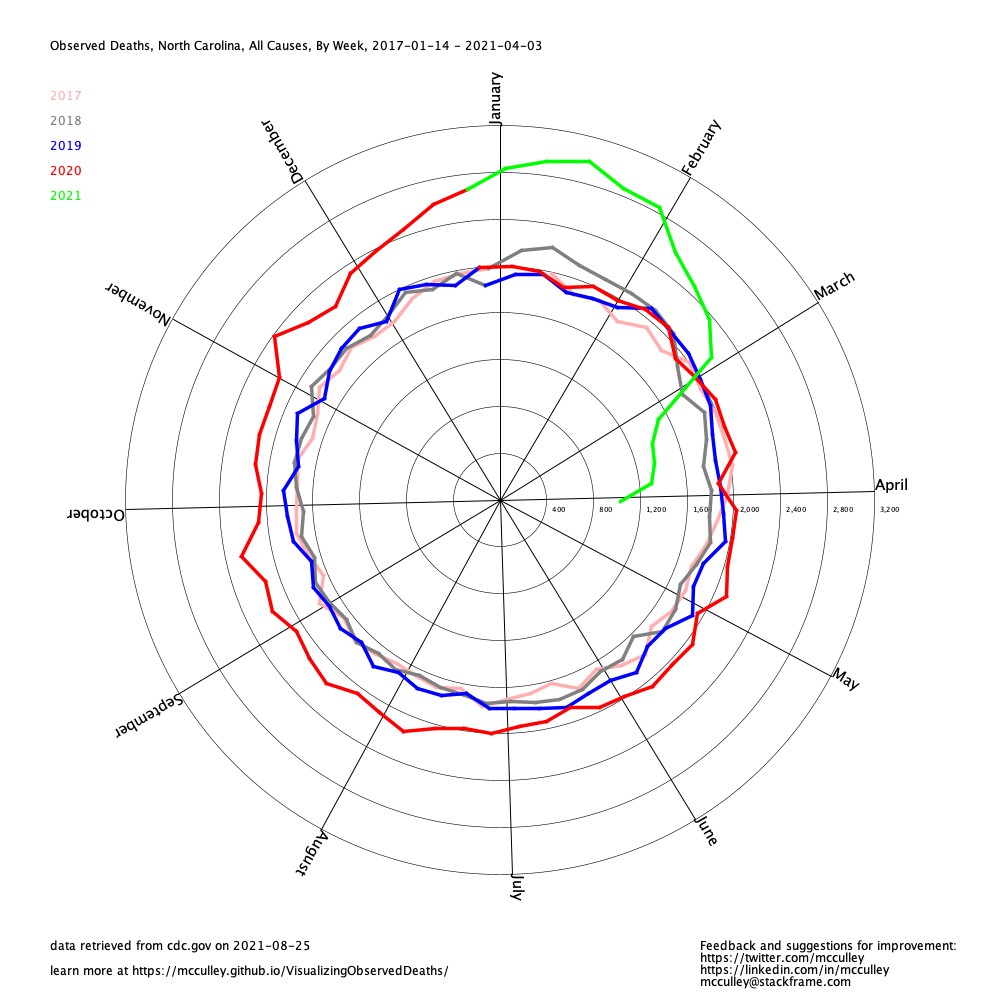 Observed Deaths, North Carolina, All Causes, By Week, 2017-01-14 - 2021-04-03
2017
2018
2019
2020
2021
January
February
March
April
May
June
July
August
September
October
November
December
400
800
1,200
1,600
2,000
2,400
2,800
3,200
data retrieved from cdc.gov on 2021-08-25
learn more at https://mcculley.github.io/VisualizingObservedDeaths/
Feedback and suggestions for improvement:
https://twitter.com/mcculley
https://linkedin.com/in/mcculley
mcculley@stackframe.com